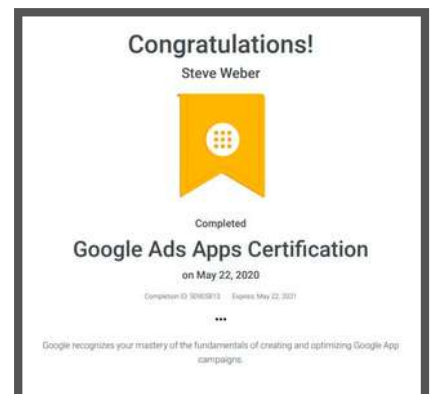 Congratulations!
Steve Weber
Completed
Google Ads Apps Certification
on May 22, 2020
Completion ID: Expires: May 22, 2021
Google recognizes your mastery of the fundamentals of creating and optimizing Google App
campaigns.